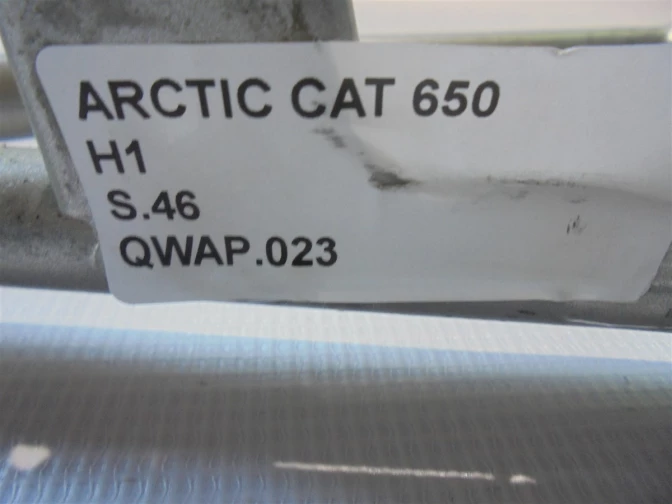 ARCTIC CAT 650
H1
S.46
QWAP.023